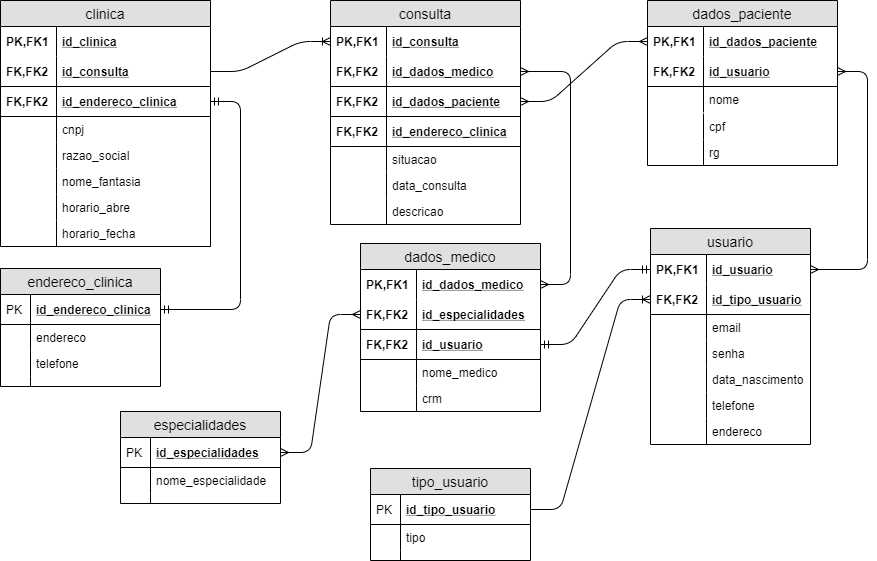 clinica
PK,FK1 id_clinica
FK,FK2 id_consulta
FK,FK2 id_endereco_clinica
cnpj
razao_social
nome_fantasia
horario_abre
horario_fecha
consulta
PK,FK1 id_consulta
FK,FK2 id_dados_medico
FK,FK2 id_dados_paciente
FK,FK2 id_endereco_clinica
situacao
data_consulta
descricao
dados_paciente
PK,FK1 id_dados_paciente
FK,FK2 id_usuario
nome
cpf
rg
endereco_clinica
PK id_endereco_clinica
endereco
telefone
dados_medico
PK,FK1 id_dados_medico
FK,FK2 id_especialidades
FK,FK2 id_usuario
nome_medico
crm
usuario
PK,FK1 id_usuario
FK,FK2 id_tipo_usuario
email
senha
data_nascimento
telefone
endereco
especialidades
PK id_especialidades
nome_especialidade
tipo_usuario
PK id_tipo_usuario
tipo